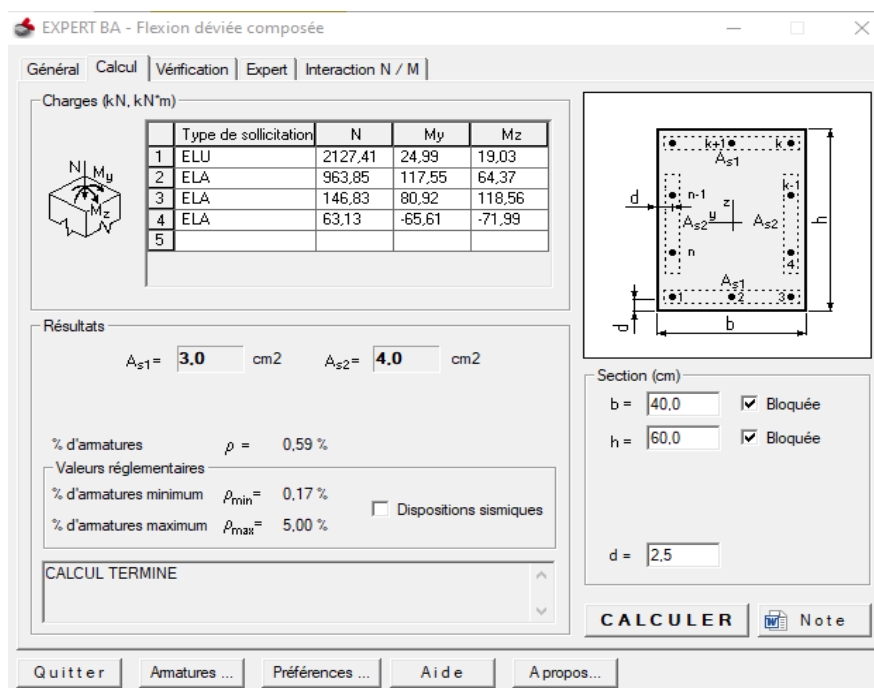 EXPERT BA - Flexion déviée composée
Général Calcul Vérification Expert Interaction N / M
Charges (kN, kN*m)
Type de sollicitation N My Mz
1 ELU 2127,41 24,99 19,03
2 ELA 963,85 117,55 64,37
3 ELA 146,83 80,92 118,56
4 ELA 63,13 -65,61 -71,99
5
N My
Mz
k+1 k
As1
d n-1 k-1
z
As2 y As2 h
n 4
As1
1 2 3
d b
Résultats
As1= 3,0 cm2 As2= 4,0 cm2
% d'armatures ρ = 0,59 %
Valeurs réglementaires
% d'armatures minimum ρmin= 0,17 %
% d'armatures maximum ρmax= 5,00 %
Dispositions sismiques
CALCUL TERMINE
Section (cm)
b = 40,0 Bloquée
h = 60,0 Bloquée
d = 2,5
CALCULER Note
Quitter Armatures ... Préférences ... Aide A propos...